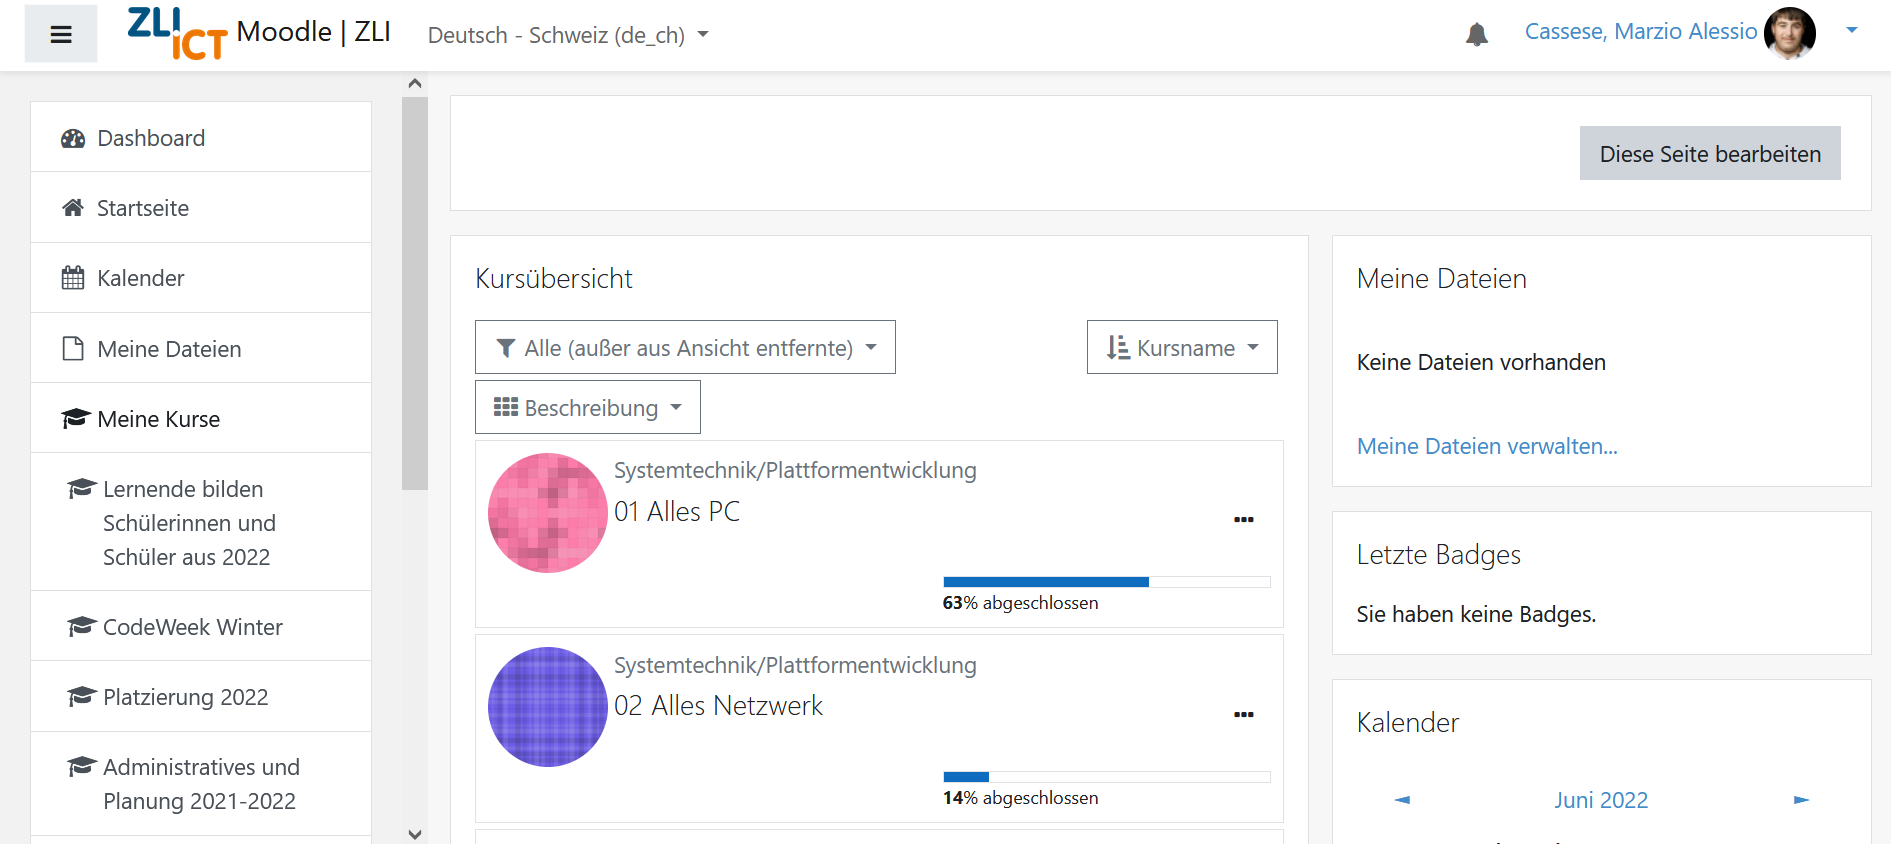 ZLI
ICT
Moodle | ZLI
Deutsch - Schweiz (de_ch)
Cassese, Marzio Alessio
Dashboard
Startseite
Kalender
Meine Dateien
Meine Kurse
Lernende bilden
Schülerinnen und
Schüler aus 2022
CodeWeek Winter
Platzierung 2022
Administratives und
Planung 2021-2022
Diese Seite bearbeiten
Kursübersicht
Alle (außer aus Ansicht entfernte)
Kursname
Beschreibung
Systemtechnik/Plattformentwicklung
01 Alles PC
63% abgeschlossen
Systemtechnik/Plattformentwicklung
02 Alles Netzwerk
14% abgeschlossen
Meine Dateien
Keine Dateien vorhanden
Meine Dateien verwalten...
Letzte Badges
Sie haben keine Badges.
Kalender
Juni 2022